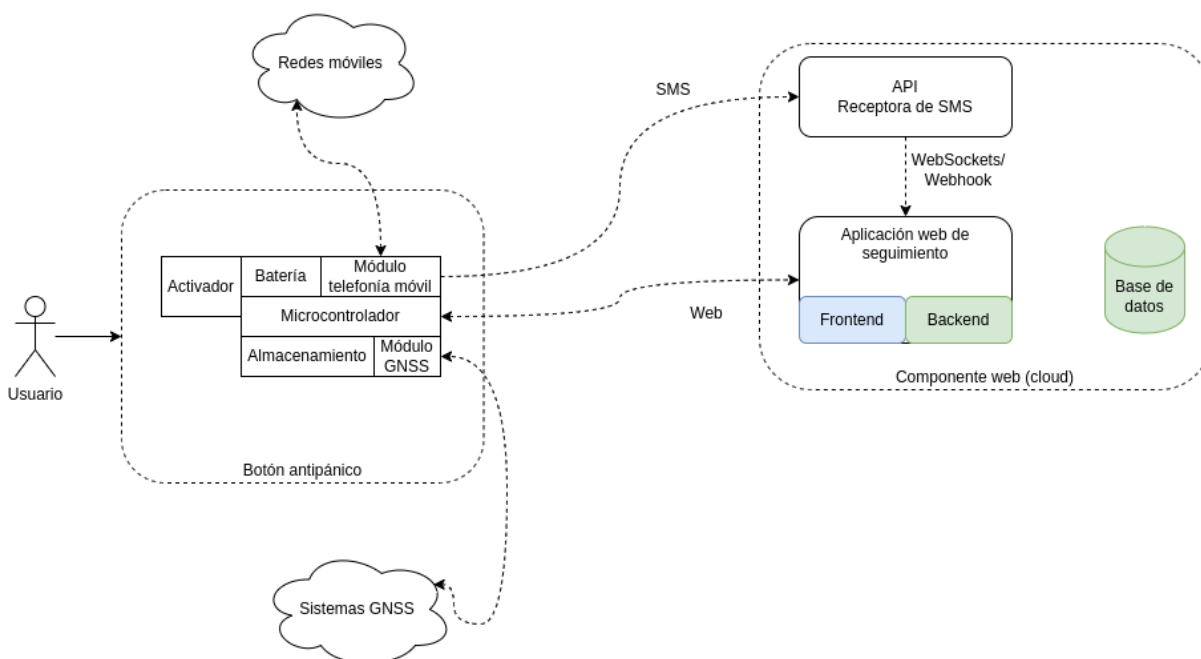 Redes móviles
SMS
API
Receptora de SMS
WebSockets/
Webhook
Aplicación web de
seguimiento
Frontend
Backend
Base de
datos
Componente web (cloud)
Web
Activador
Batería
Módulo
telefonía móvil
Microcontrolador
Almacenamiento
Módulo
GNSS
Usuario
Botón antipánico
Sistemas GNSS